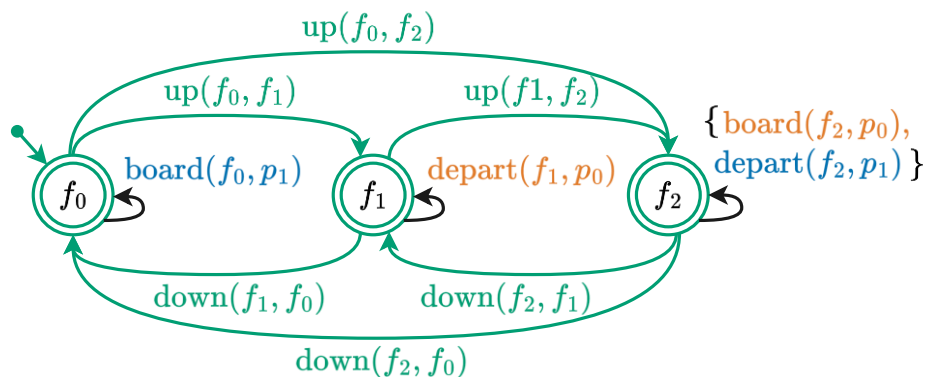 up(f₀, f₂)
up(f₀, f₁)
up(f1, f₂)
{board(f₂, p₀),
depart(f₂, p₁)}
board(f₀, p₁)
depart(f₁, p₀)
f₀
f₁
f₂
down(f₁, f₀)
down(f₂, f₁)
down(f₂, f₀)